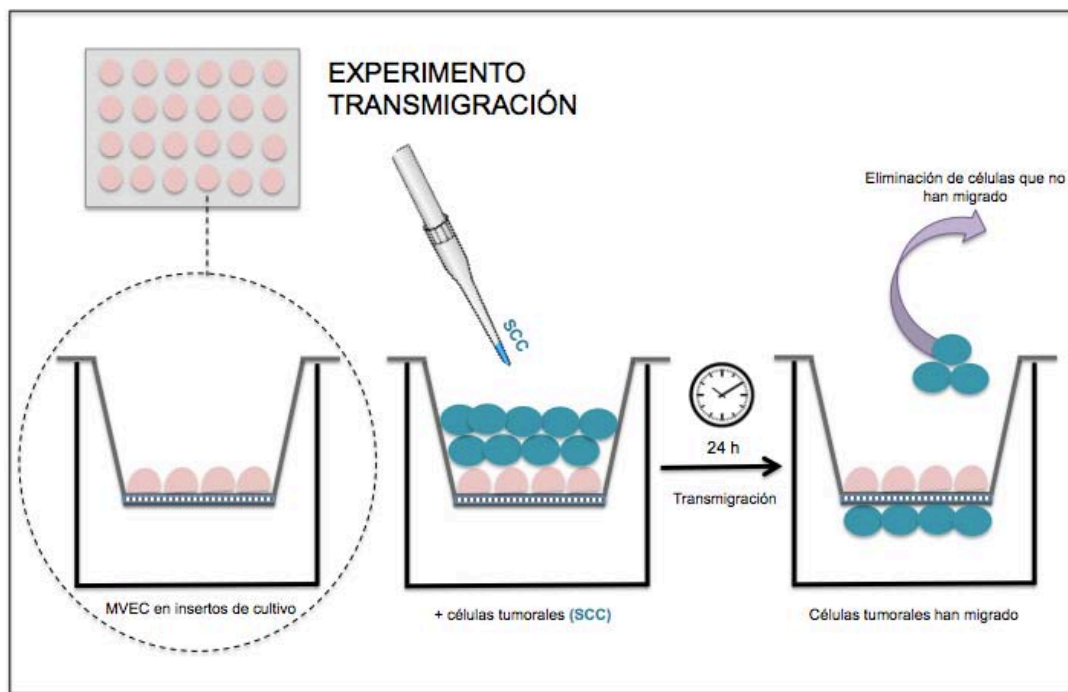 EXPERIMENTO
TRANSMIGRACIÓN
Eliminación de células que no
han migrado
SCC
24 h
Transmigración
MVEC en insertos de cultivo
+ células tumorales (SCC)
Células tumorales han migrado